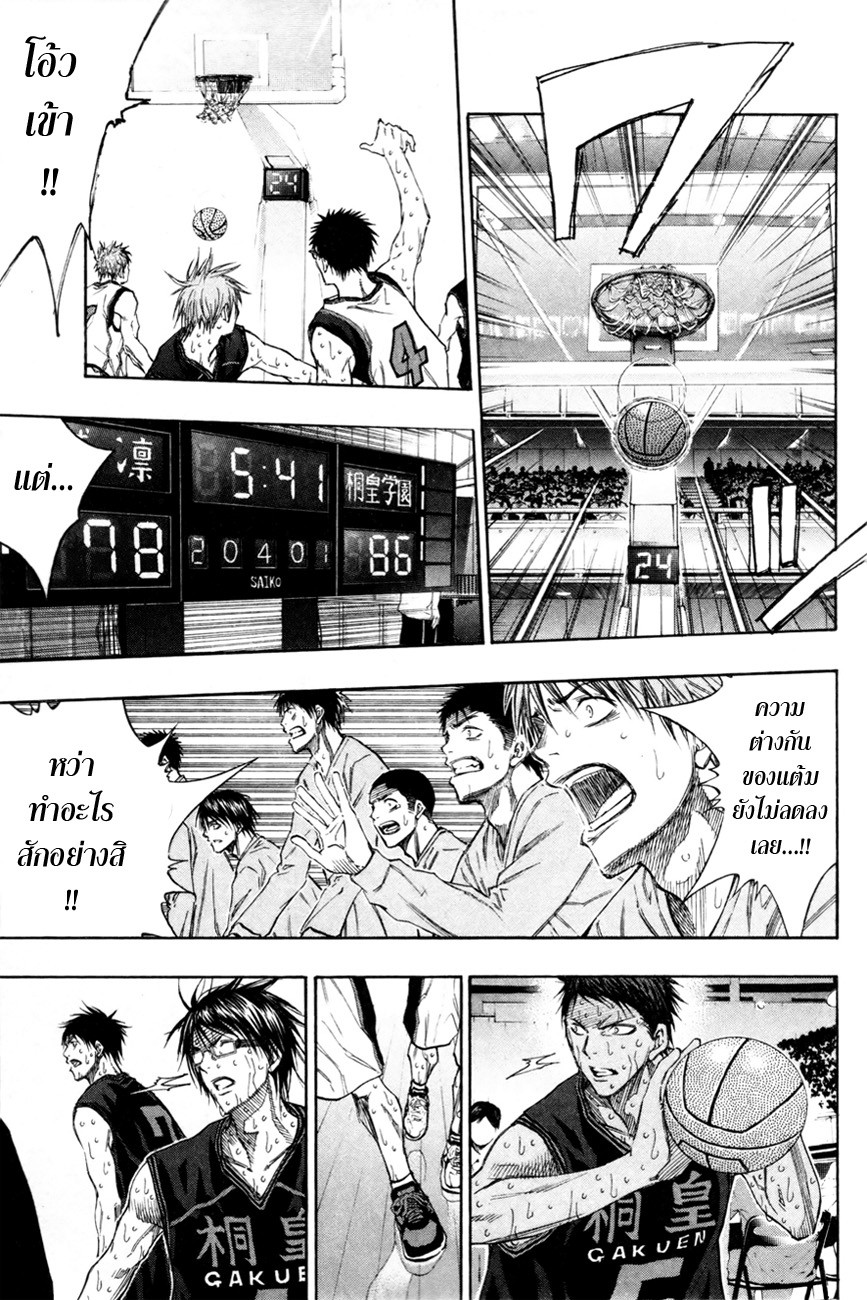 โอ้ว
เข้า
!!
ワ
24
4
24
!!!
แต่...
凛
5:41
桐皇学園
78
20401
86
SAIKO
ความ
ต่างกัน
ของแต้ม
ยังไม่ลดลง
เลย...!!
หว่า
ทำอะไร
สักอย่างสิ
!!
桐皇
GAKUEN
桐皇
GAKUEN